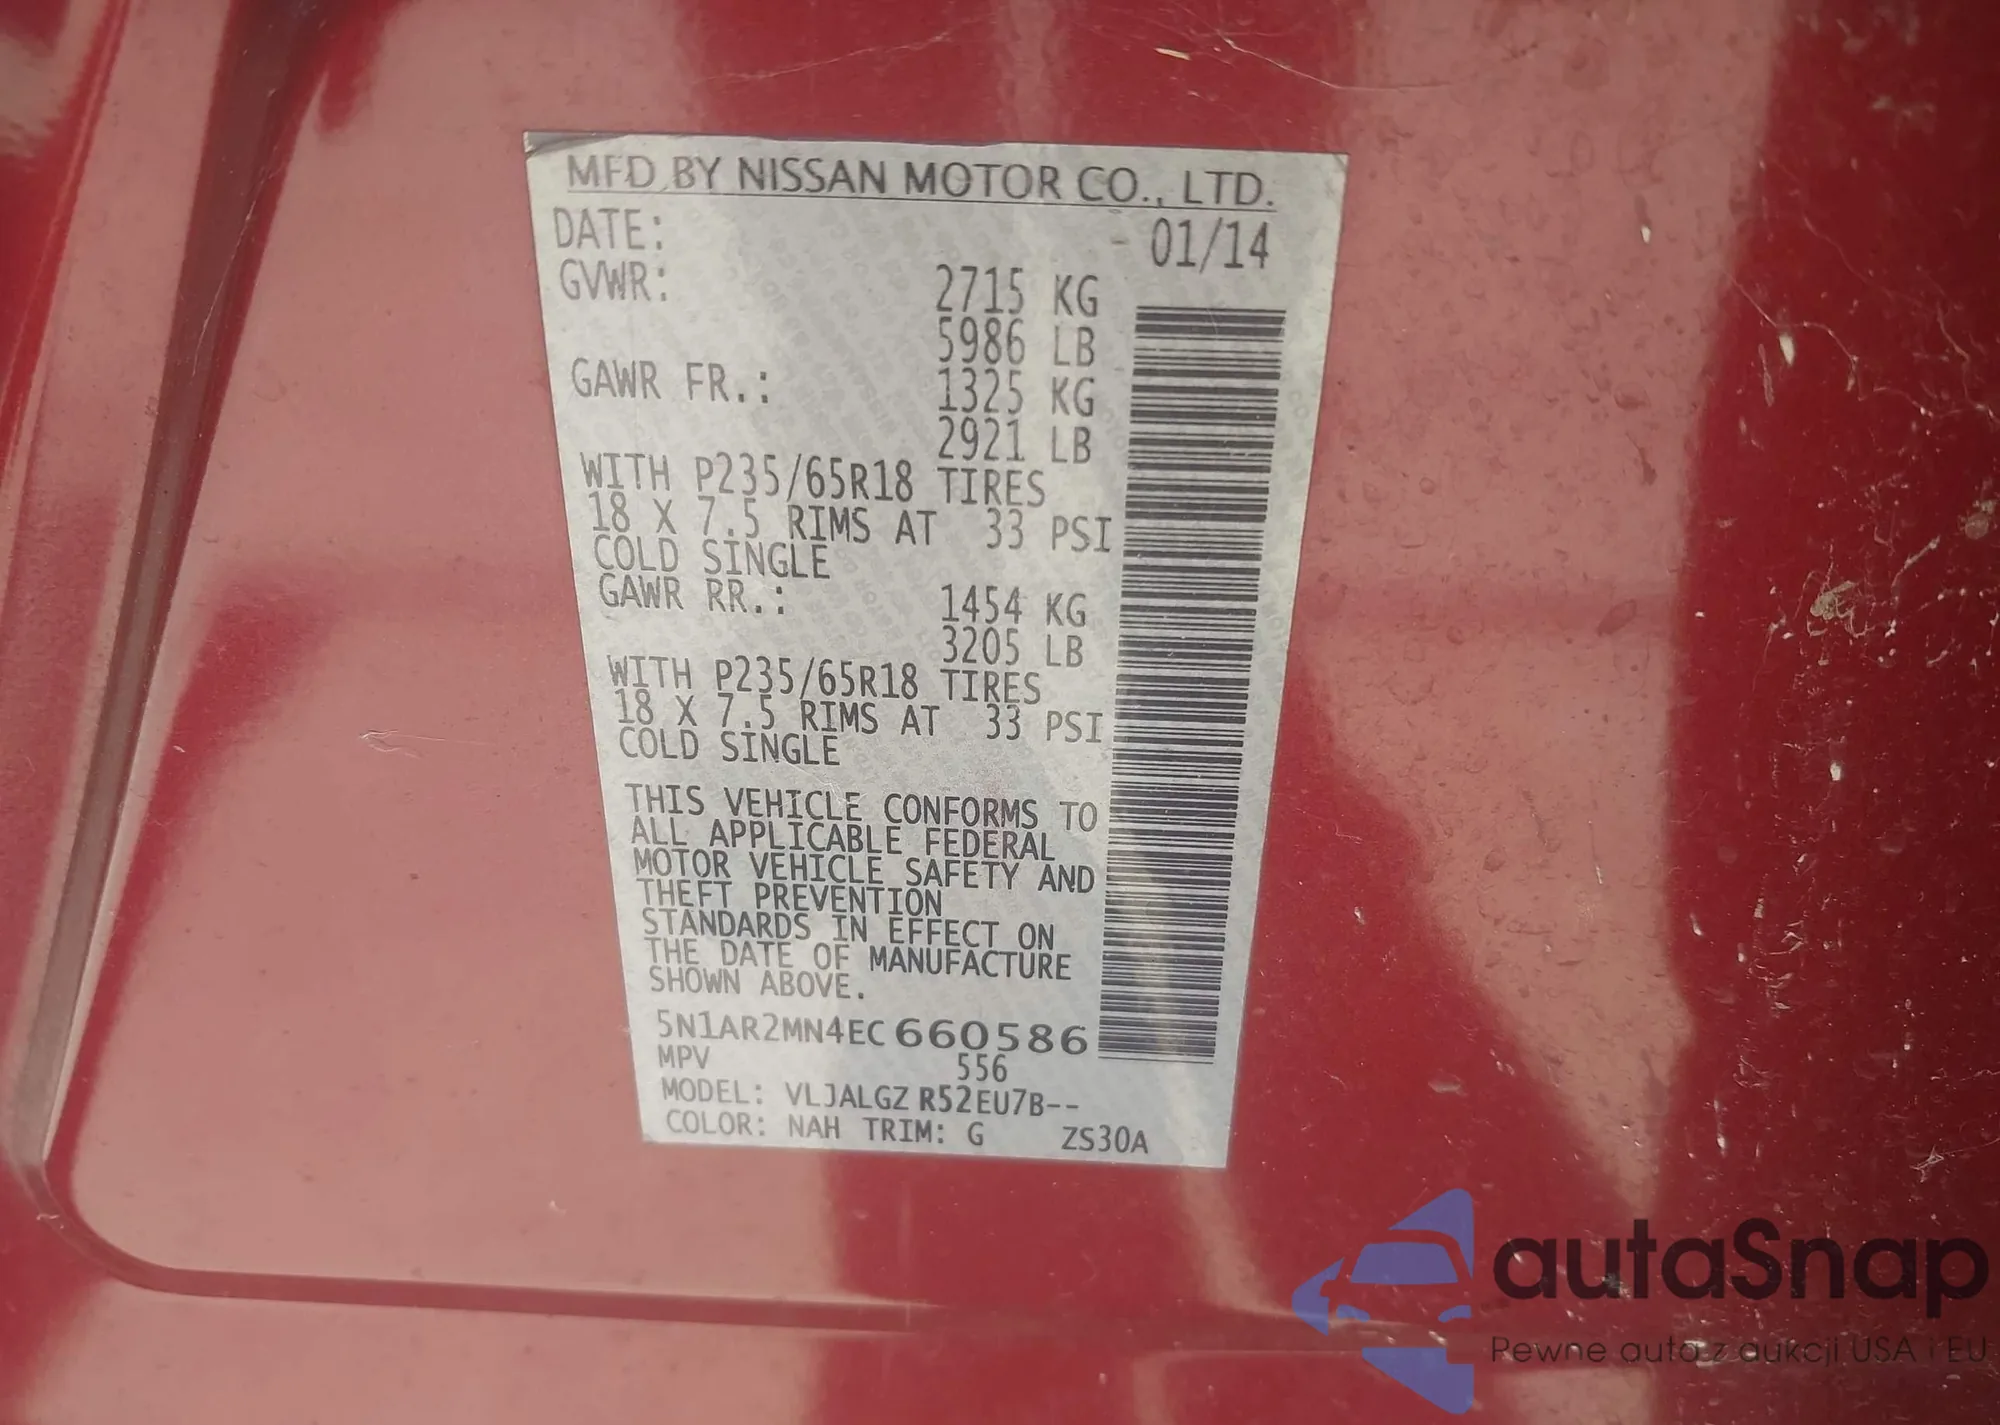 MFD BY NISSAN MOTOR CO., LTD.
DATE: 01/14
GVWR: 2715 KG
5986 LB
GAWR FR.: 1325 KG
2921 LB
WITH P235/65R18 TIRES
18 X 7.5 RIMS AT 33 PSI
COLD SINGLE
GAWR RR.: 1454 KG
3205 LB
WITH P235/65R18 TIRES
18 X 7.5 RIMS AT 33 PSI
COLD SINGLE
THIS VEHICLE CONFORMS TO
ALL APPLICABLE FEDERAL
MOTOR VEHICLE SAFETY AND
THEFT PREVENTION
STANDARDS IN EFFECT ON
THE DATE OF MANUFACTURE
SHOWN ABOVE.
5N1AR2MN4EC660586
MPV 556
MODEL: VLJALGZ R52EU7B--
COLOR: NAH TRIM: G ZS30A
autaSnap
Pewne auta z aukcji USA i EU